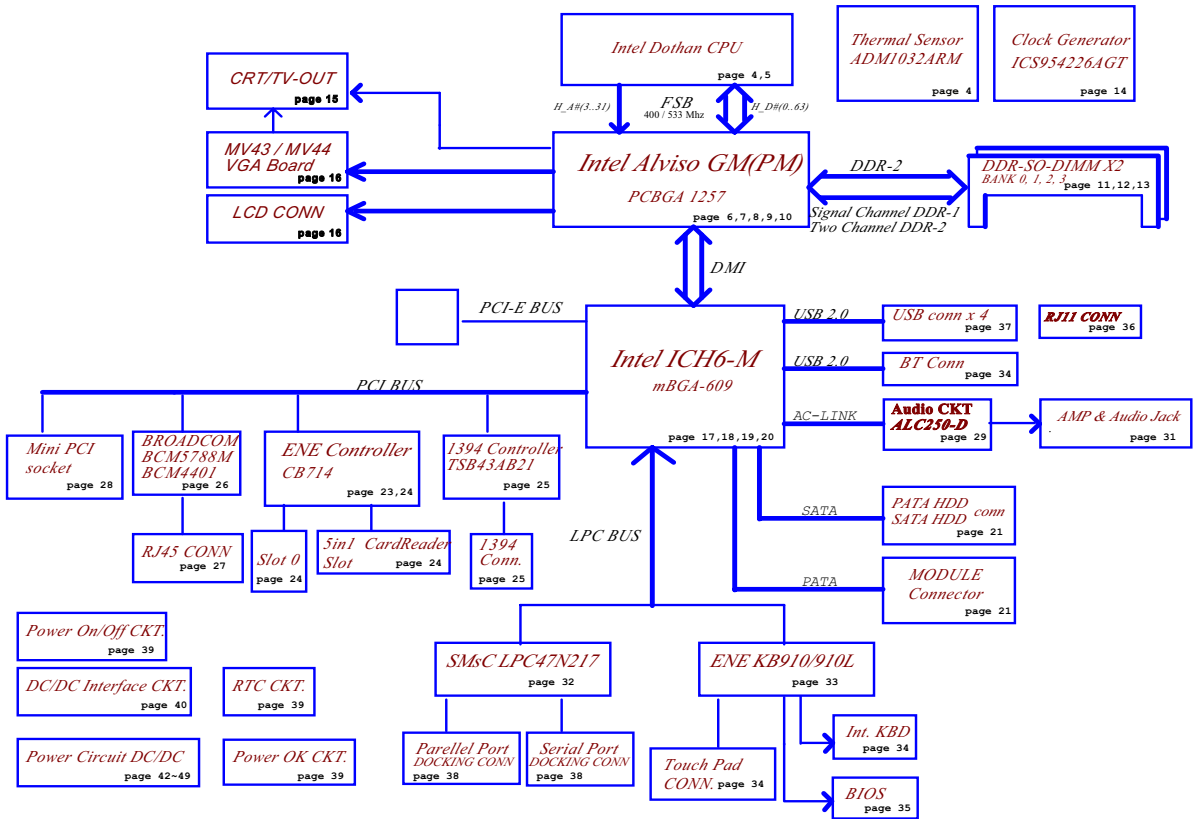 Intel Dothan CPU
page 4,5
Thermal Sensor
ADM1032ARM
page 4
Clock Generator
ICS954226AGT
page 14
CRT/TV-OUT
page 15
H_A#(3..31)
FSB
400 / 533 Mhz
H_D#(0..63)
MV43 / MV44
VGA Board
page 16
LCD CONN
page 16
Intel Alviso GM(PM)
PCBGA 1257
page 6,7,8,9,10
DDR-2
Signal Channel DDR-1
Two Channel DDR-2
DDR-SO-DIMM X2
BANK 0, 1, 2, 3
page 11,12,13
DMI
PCI-E BUS
Intel ICH6-M
mBGA-609
page 17,18,19,20
USB 2.0
USB conn x 4
page 37
RJ11 CONN
page 36
USB 2.0
BT Conn
page 34
AC-LINK
Audio CKT
ALC250-D
page 29
AMP & Audio Jack
.
page 31
PCI BUS
Mini PCI
socket
page 28
BROADCOM
BCM5788M
BCM4401
page 26
ENE Controller
CB714
page 23,24
1394 Controller
TSB43AB21
page 25
RJ45 CONN
page 27
Slot 0
page 24
5in1 CardReader
Slot
page 24
1394
Conn.
page 25
LPC BUS
SATA
PATA HDD
SATA HDD
conn
page 21
PATA
MODULE
Connector
page 21
Power On/Off CKT.
page 39
DC/DC Interface CKT.
page 40
RTC CKT.
page 39
Power Circuit DC/DC
page 42~49
Power OK CKT.
page 39
SMsC LPC47N217
page 32
ENE KB910/910L
page 33
Parellel Port
DOCKING CONN
page 38
Serial Port
DOCKING CONN
page 38
Touch Pad
CONN.
page 34
Int. KBD
page 34
BIOS
page 35